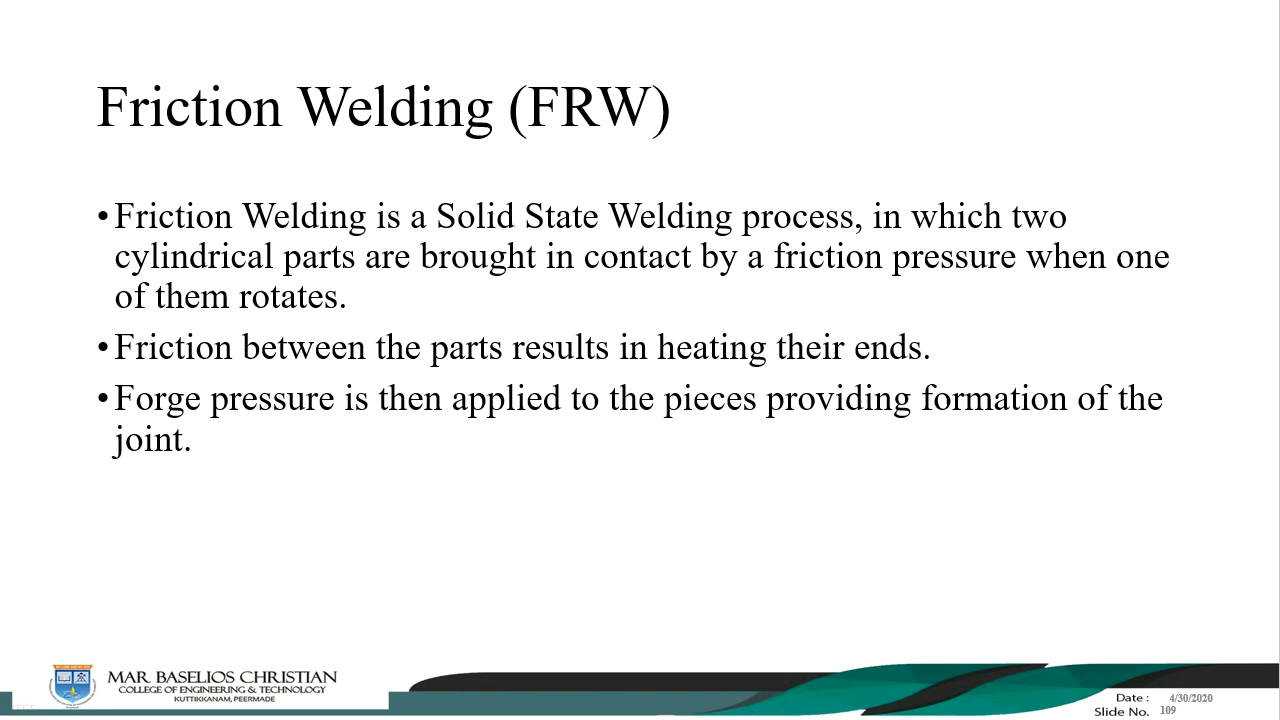 Friction Welding (FRW)
•Friction Welding is a Solid State Welding process, in which two
cylindrical parts are brought in contact by a friction pressure when one
of them rotates.
•Friction between the parts results in heating their ends.
•Forge pressure is then applied to the pieces providing formation of the
joint.
MAR BASELIOS CHRISTIAN
COLLEGE OF ENGINEERING & TECHNOLOGY
KUTTIKKANAM, PEERMADE
Date : 4/30/2020
Slide No. 109